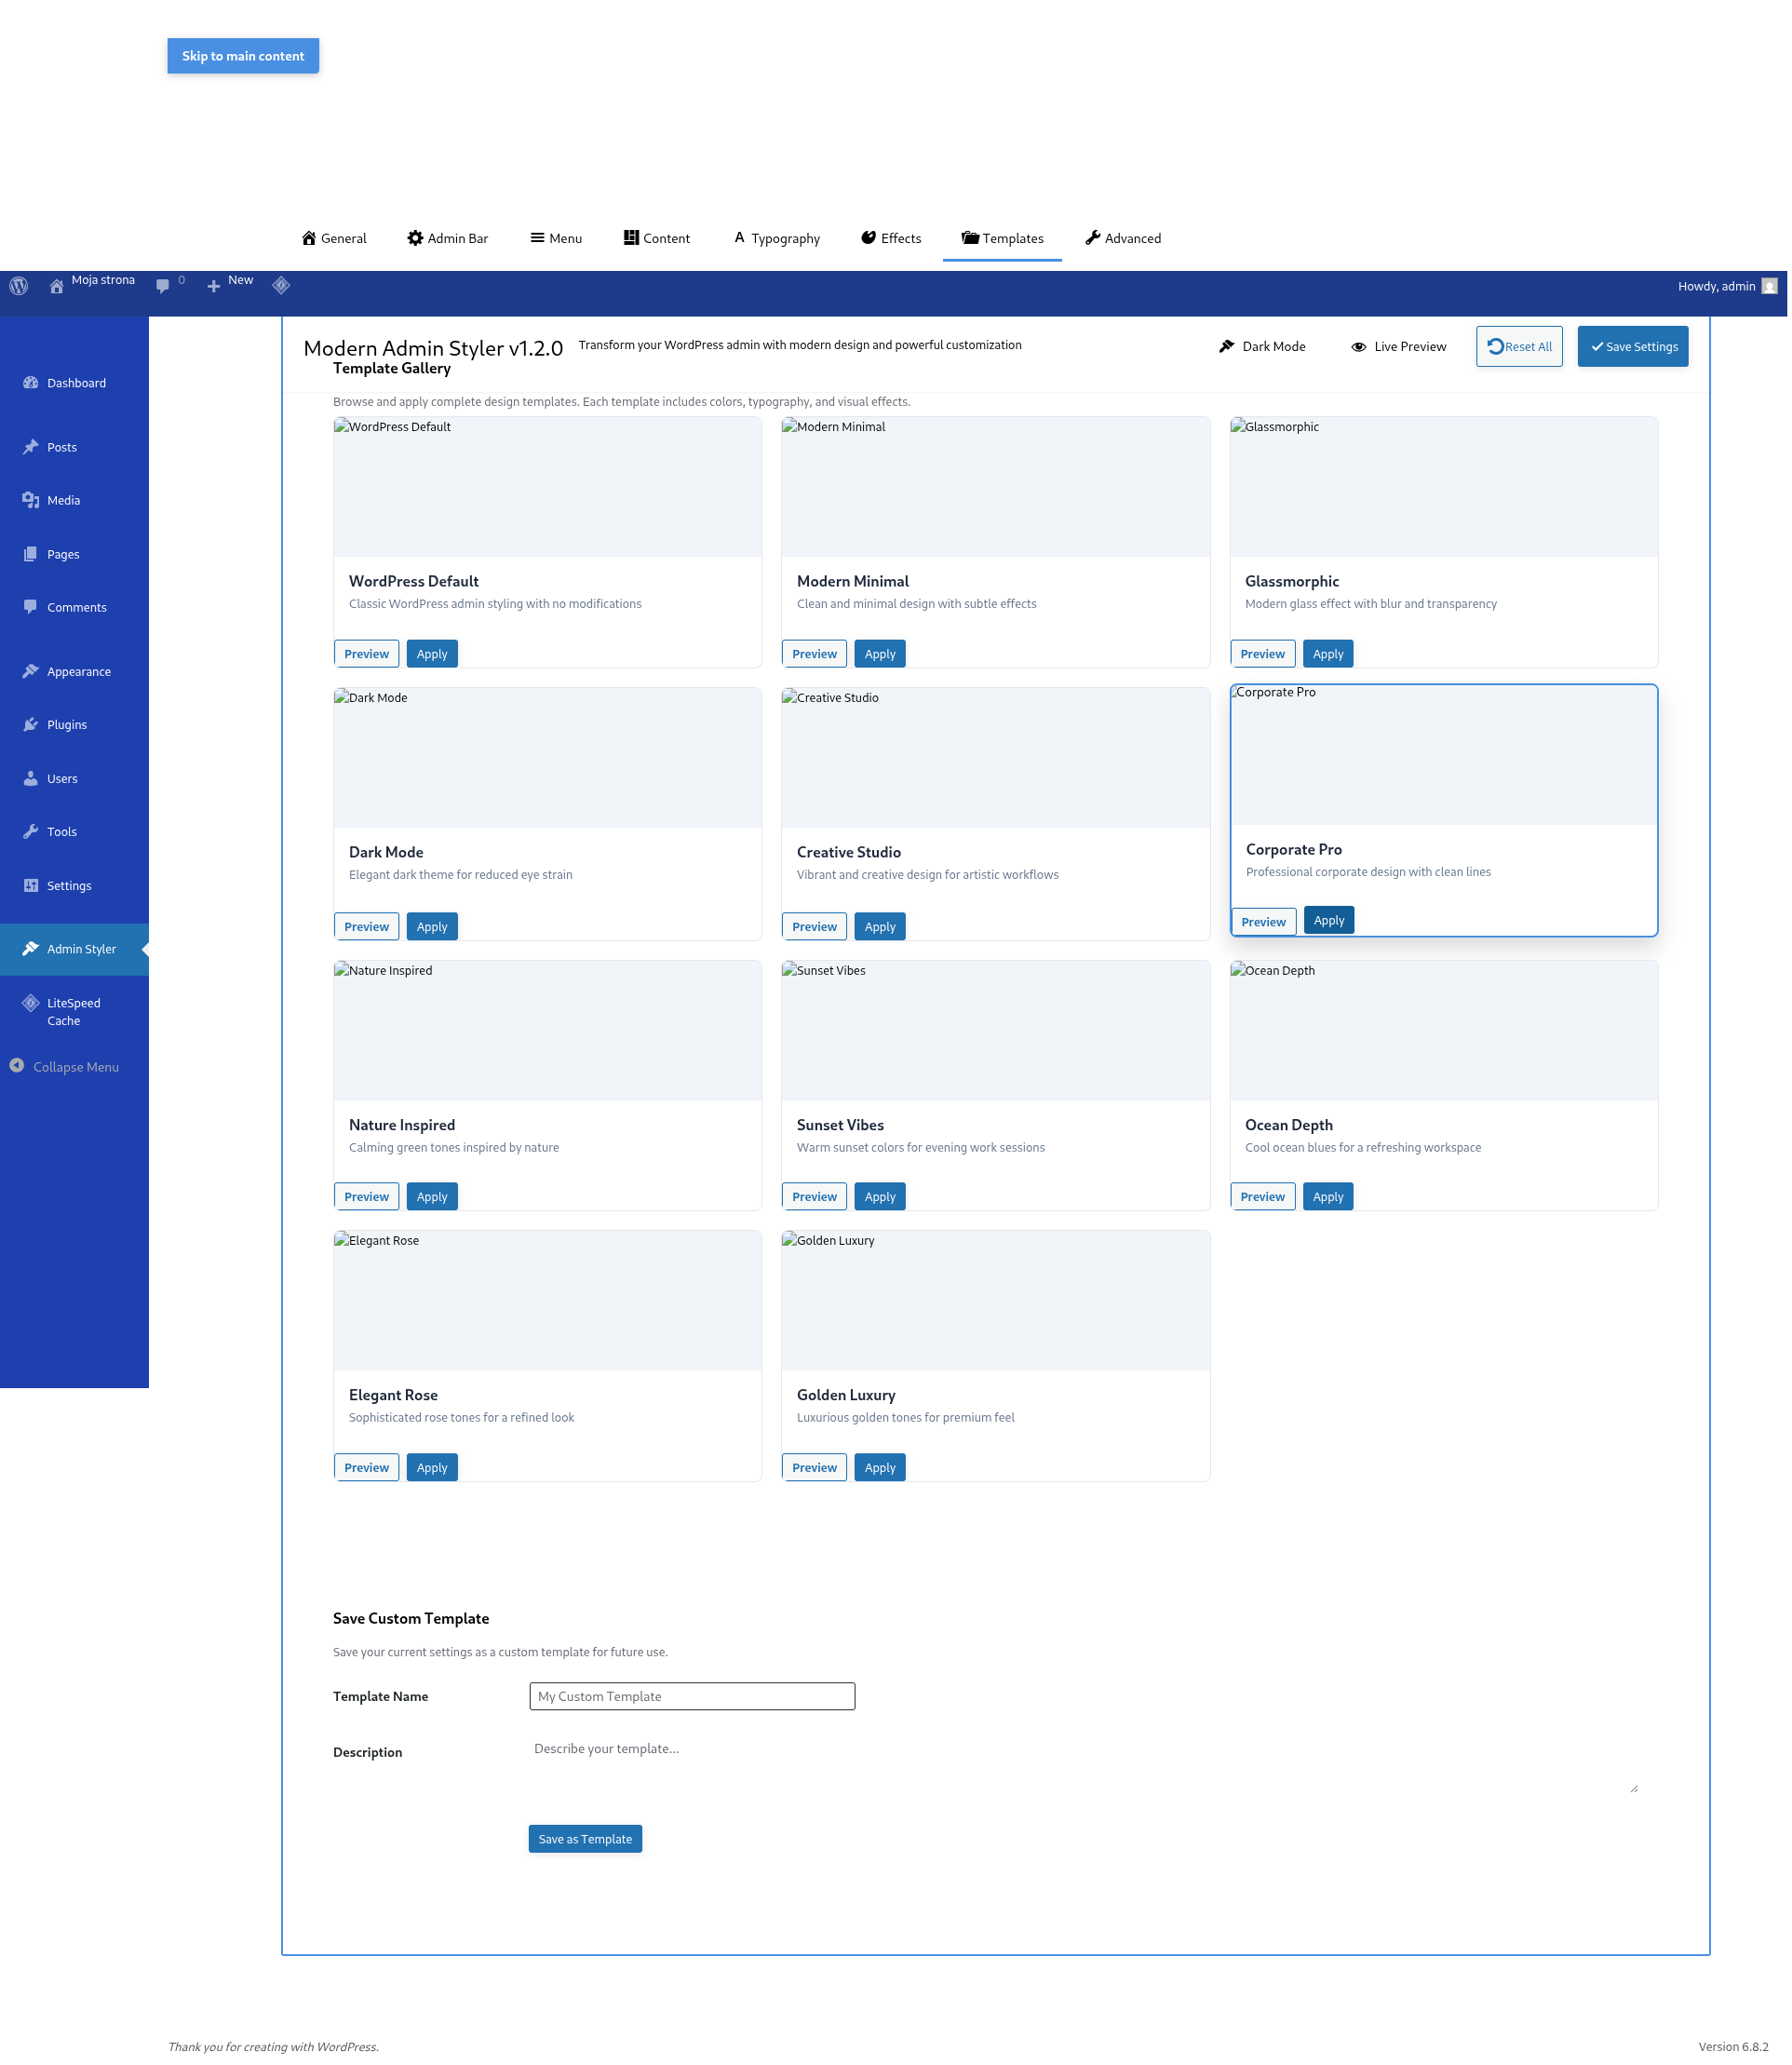 Skip to main content
General Admin Bar Menu Content Typography Effects Templates Advanced
Moja strona 0 New Howdy, admin
Modern Admin Styler v1.2.0 Transform your WordPress admin with modern design and powerful customization Dark Mode Live Preview Reset All Save Settings
Template Gallery
Browse and apply complete design templates. Each template includes colors, typography, and visual effects.
Dashboard
Posts
Media
Pages
Comments
Appearance
Plugins
Users
Tools
Settings
Admin Styler
LiteSpeed
Cache
Collapse Menu
WordPress Default
WordPress Default
Classic WordPress admin styling with no modifications
Preview Apply
Modern Minimal
Modern Minimal
Clean and minimal design with subtle effects
Preview Apply
Glassmorphic
Glassmorphic
Modern glass effect with blur and transparency
Preview Apply
Dark Mode
Dark Mode
Elegant dark theme for reduced eye strain
Preview Apply
Creative Studio
Creative Studio
Vibrant and creative design for artistic workflows
Preview Apply
Corporate Pro
Corporate Pro
Professional corporate design with clean lines
Preview Apply
Nature Inspired
Nature Inspired
Calming green tones inspired by nature
Preview Apply
Sunset Vibes
Sunset Vibes
Warm sunset colors for evening work sessions
Preview Apply
Ocean Depth
Ocean Depth
Cool ocean blues for a refreshing workspace
Preview Apply
Elegant Rose
Elegant Rose
Sophisticated rose tones for a refined look
Preview Apply
Golden Luxury
Golden Luxury
Luxurious golden tones for premium feel
Preview Apply
Save Custom Template
Save your current settings as a custom template for future use.
Template Name My Custom Template
Description Describe your template...
Save as Template
Thank you for creating with WordPress. Version 6.8.2